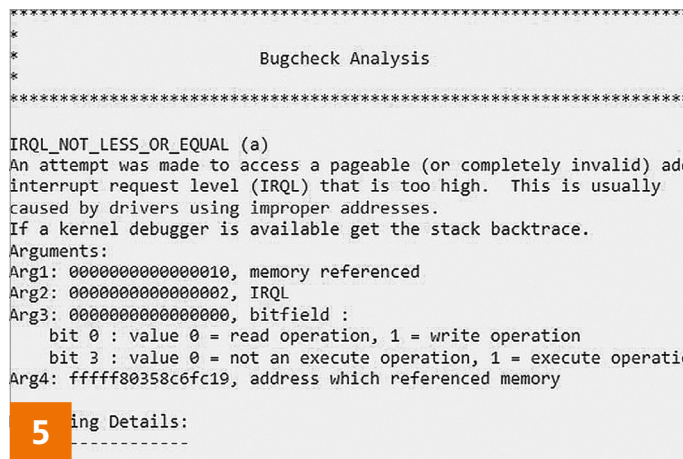 ************************************************************************
*
* Bugcheck Analysis
*
************************************************************************
IRQL_NOT_LESS_OR_EQUAL (a)
An attempt was made to access a pageable (or completely invalid)
interrupt request level (IRQL) that is too high.  This is usually
caused by drivers using improper addresses.
If a kernel debugger is available get the stack backtrace.
Arguments:
Arg1: 0000000000000010, memory referenced
Arg2: 0000000000000002, IRQL
Arg3: 0000000000000000, bitfield :
    bit 0 : value 0 = read operation, 1 = write operation
    bit 3 : value 0 = not an execute operation, 1 = execute
Arg4: fffff80358c6fc19, address which referenced memory
ing Details:
------------
5